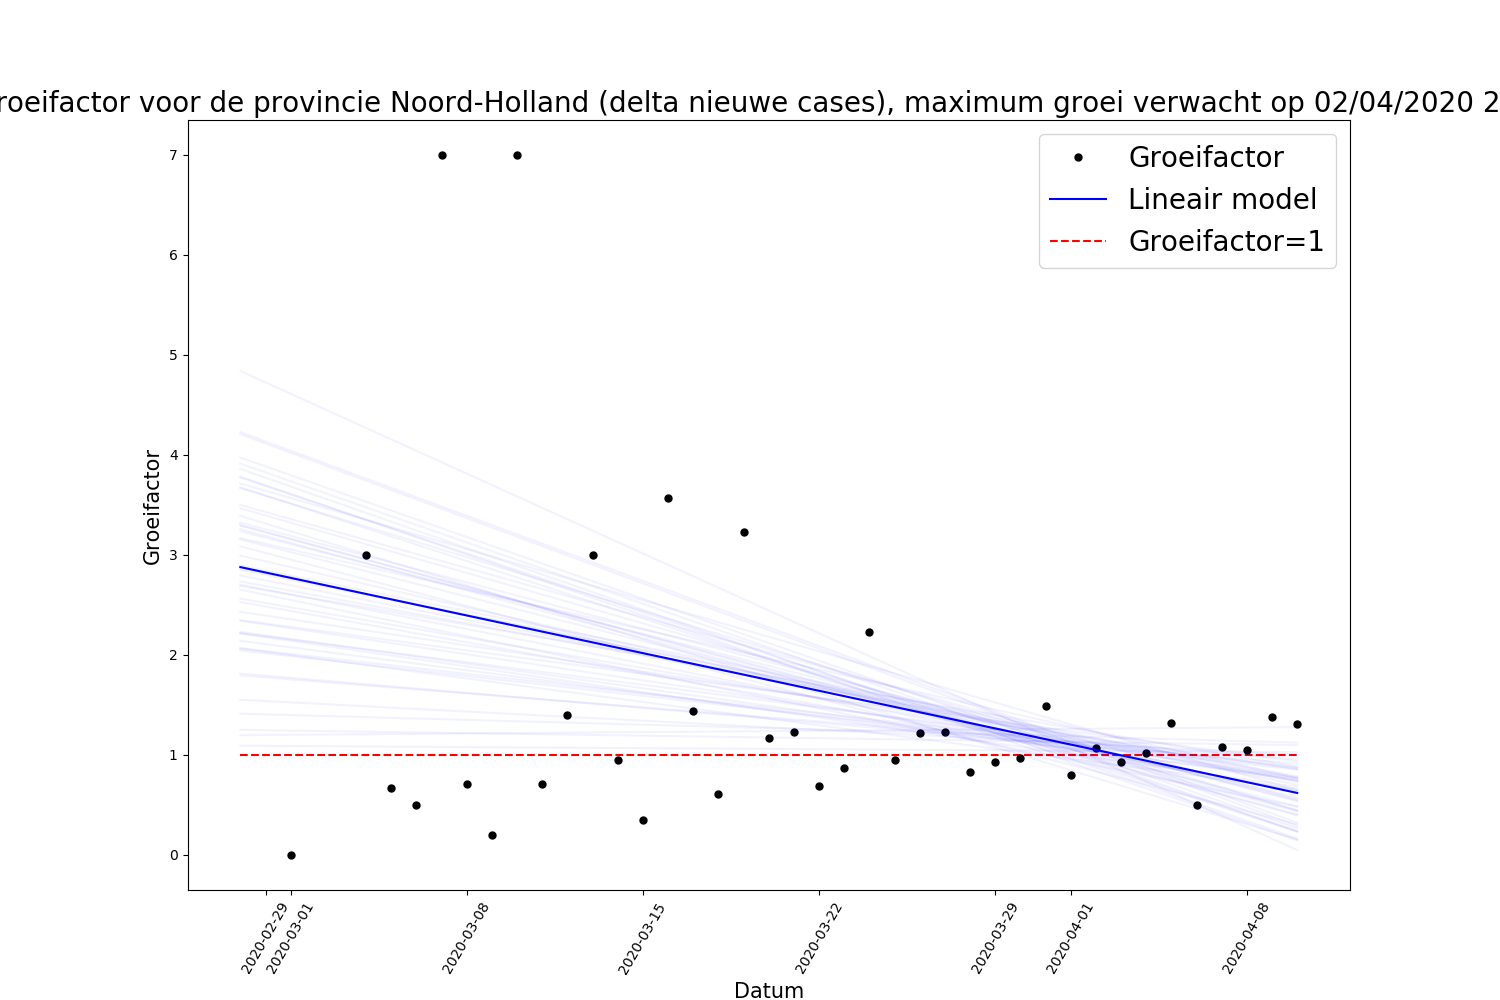 roeifactor voor de provincie Noord-Holland (delta nieuwe cases), maximum groei verwacht op 02/04/2020 2
Groeifactor
Lineair model
Groeifactor=1
Groeifactor
7
6
5
4
3
2
1
0
2020-02-29
2020-03-01
2020-03-08
2020-03-15
2020-03-22
2020-03-29
2020-04-01
2020-04-08
Datum